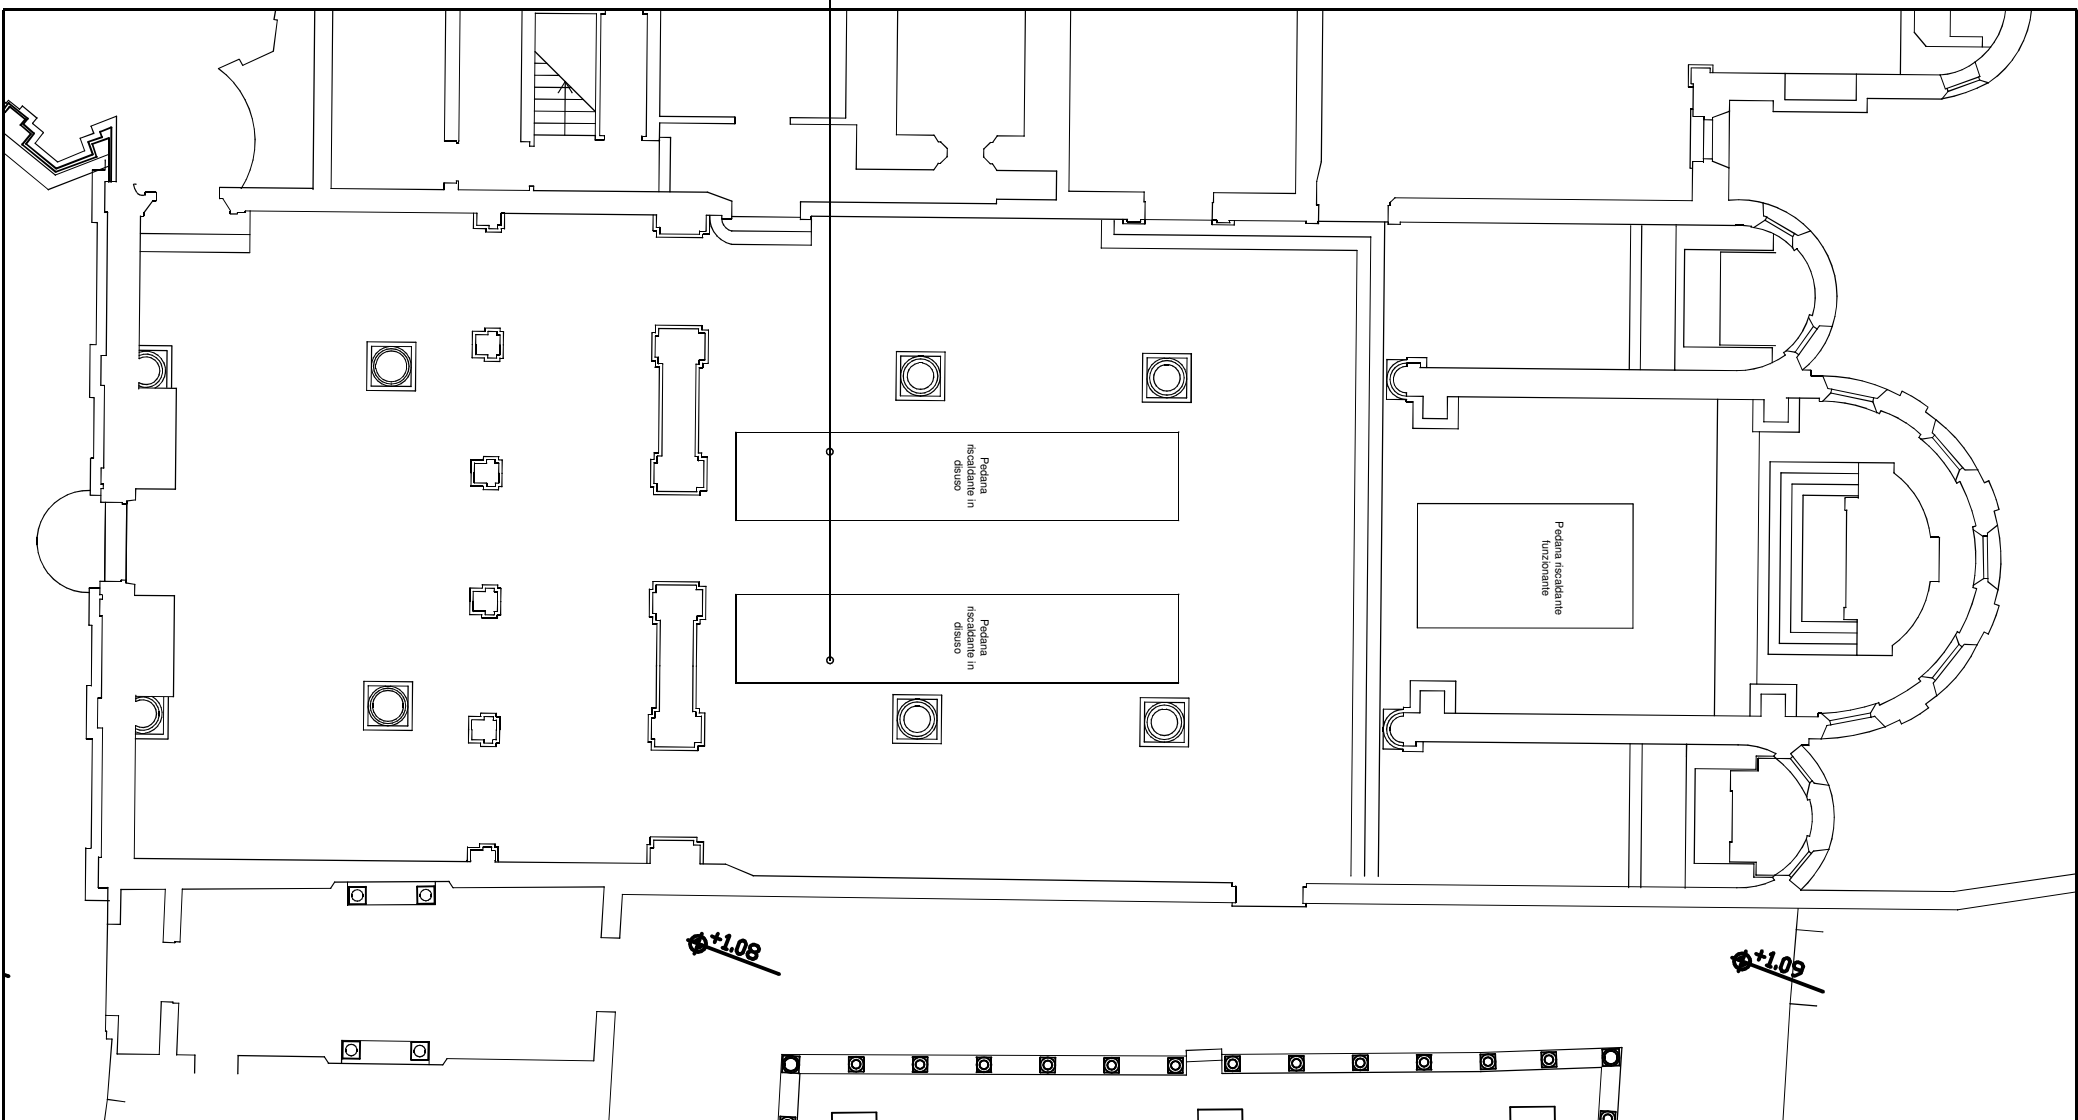 Pedana
riscaldante in
disuso
Pedana riscaldante
funzionante
Pedana
riscaldante in
disuso
+1.08
+1.09